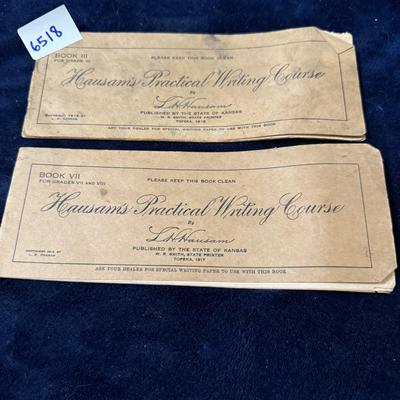 6518
BOOK III
FOR GRADE III
PLEASE KEEP THIS BOOK CLEAN
Hausam's Practical Writing Course
By
L. H. Hausam
PUBLISHED BY THE STATE OF KANSAS
W. R. SMITH, STATE PRINTER
TOPEKA,
COPYRIGHT
L. H. HAUSAM
ASK YOUR DEALER FOR SPECIAL WRITING PAPER TO USE WITH THIS BOOK
BOOK VII
FOR GRADES VII AND VIII
PLEASE KEEP THIS BOOK CLEAN
Hausam's Practical Writing Course
By
L. H. Hausam
PUBLISHED BY THE STATE OF KANSAS
W. R. SMITH, STATE PRINTER
TOPEKA, 1917
COPYRIGHT
L. H. HAUSAM
ASK YOUR DEALER FOR SPECIAL WRITING PAPER TO USE WITH THIS BOOK